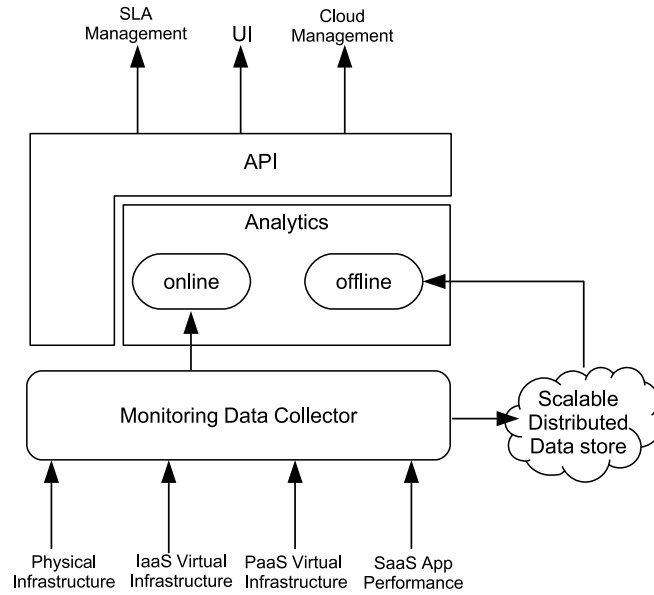 SLA
Management
UI
Cloud
Management
API
Analytics
online
offline
Monitoring Data Collector
Scalable
Distributed
Data store
Physical
Infrastructure
IaaS Virtual
Infrastructure
PaaS Virtual
Infrastructure
SaaS App
Performance